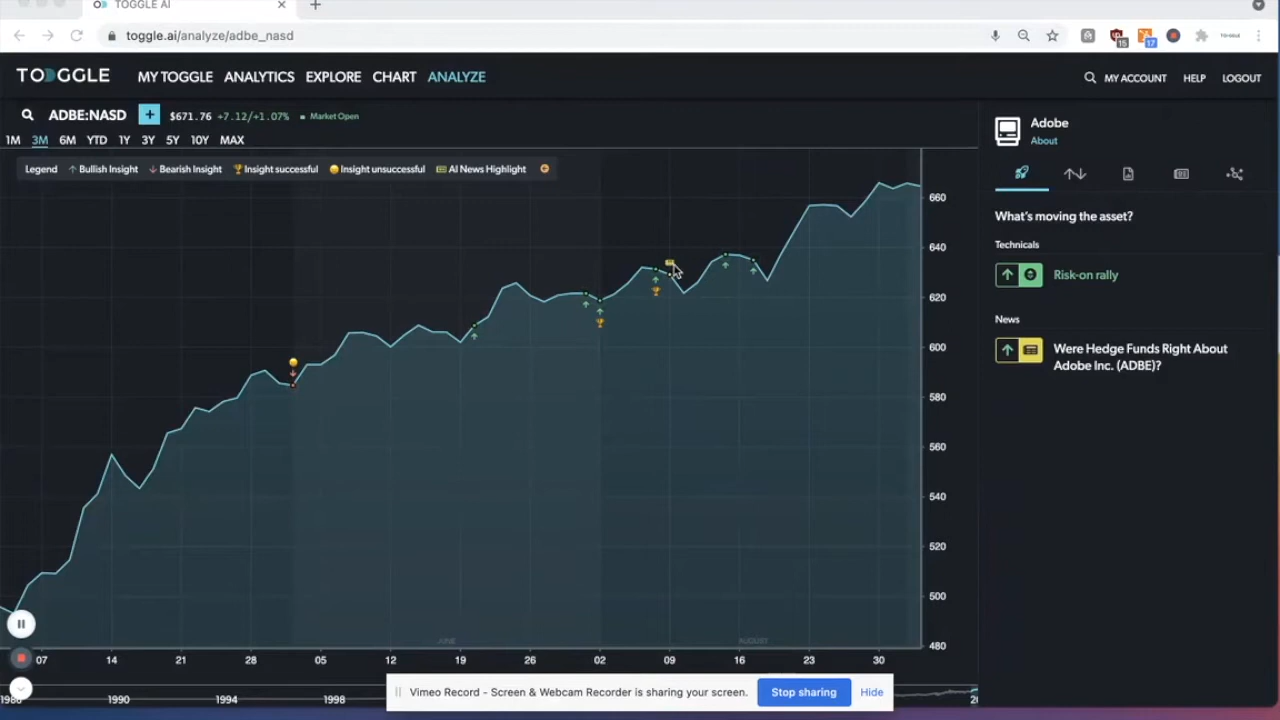 TOGGLE AI
toggle.ai/analyze/adbe_nasd
15
17
TOGGLE
MY TOGGLE
ANALYTICS
EXPLORE
CHART
ANALYZE
MY ACCOUNT
HELP
LOGOUT
ADBE:NASD
+
$671.76
+7.12/+1.07%
Market Open
1M
3M
6M
YTD
1Y
3Y
5Y
10Y
MAX
Legend
Bullish Insight
Bearish Insight
Insight successful
Insight unsuccessful
AI News Highlight
Adobe
About
What's moving the asset?
Technicals
Risk-on rally
News
Were Hedge Funds Right About
Adobe Inc. (ADBE)?
660
640
620
600
580
560
540
520
500
480
JUNE
AUGUST
07
14
21
28
05
12
19
26
02
09
16
23
30
1990
1994
1998
Vimeo Record - Screen & Webcam Recorder is sharing your screen.
Stop sharing
Hide